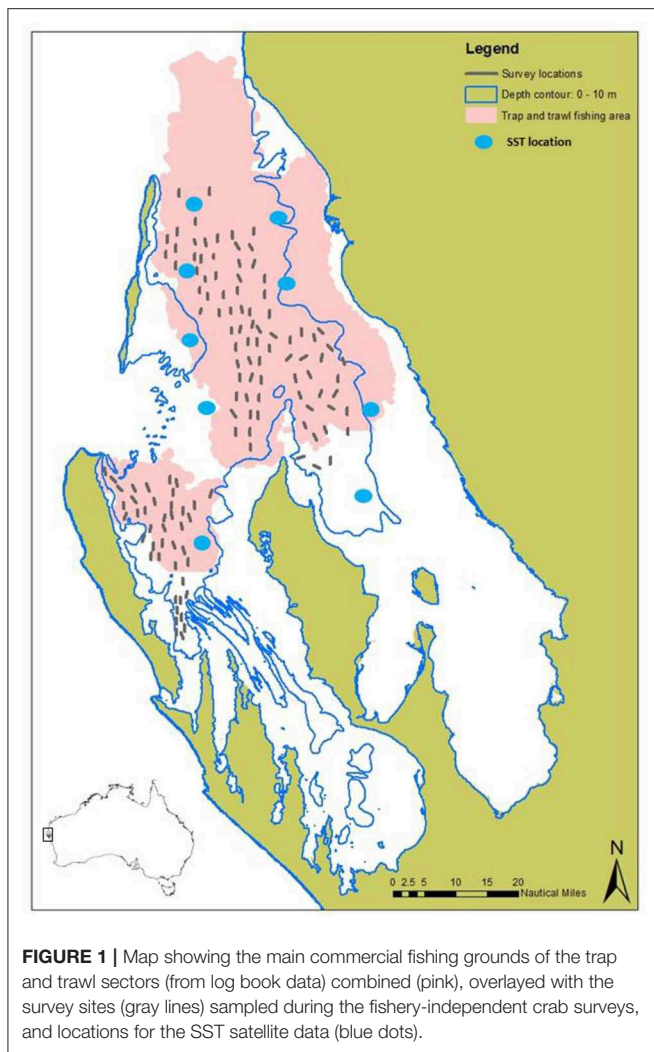 Legend
Survey locations
Depth contour: 0 - 10 m
Trap and trawl fishing area
SST location
N
0 2.5 5 10 15 20
Nautical Miles
FIGURE 1 | Map showing the main commercial fishing grounds of the trap
and trawl sectors (from log book data) combined (pink), overlayed with the
survey sites (gray lines) sampled during the fishery-independent crab surveys,
and locations for the SST satellite data (blue dots).